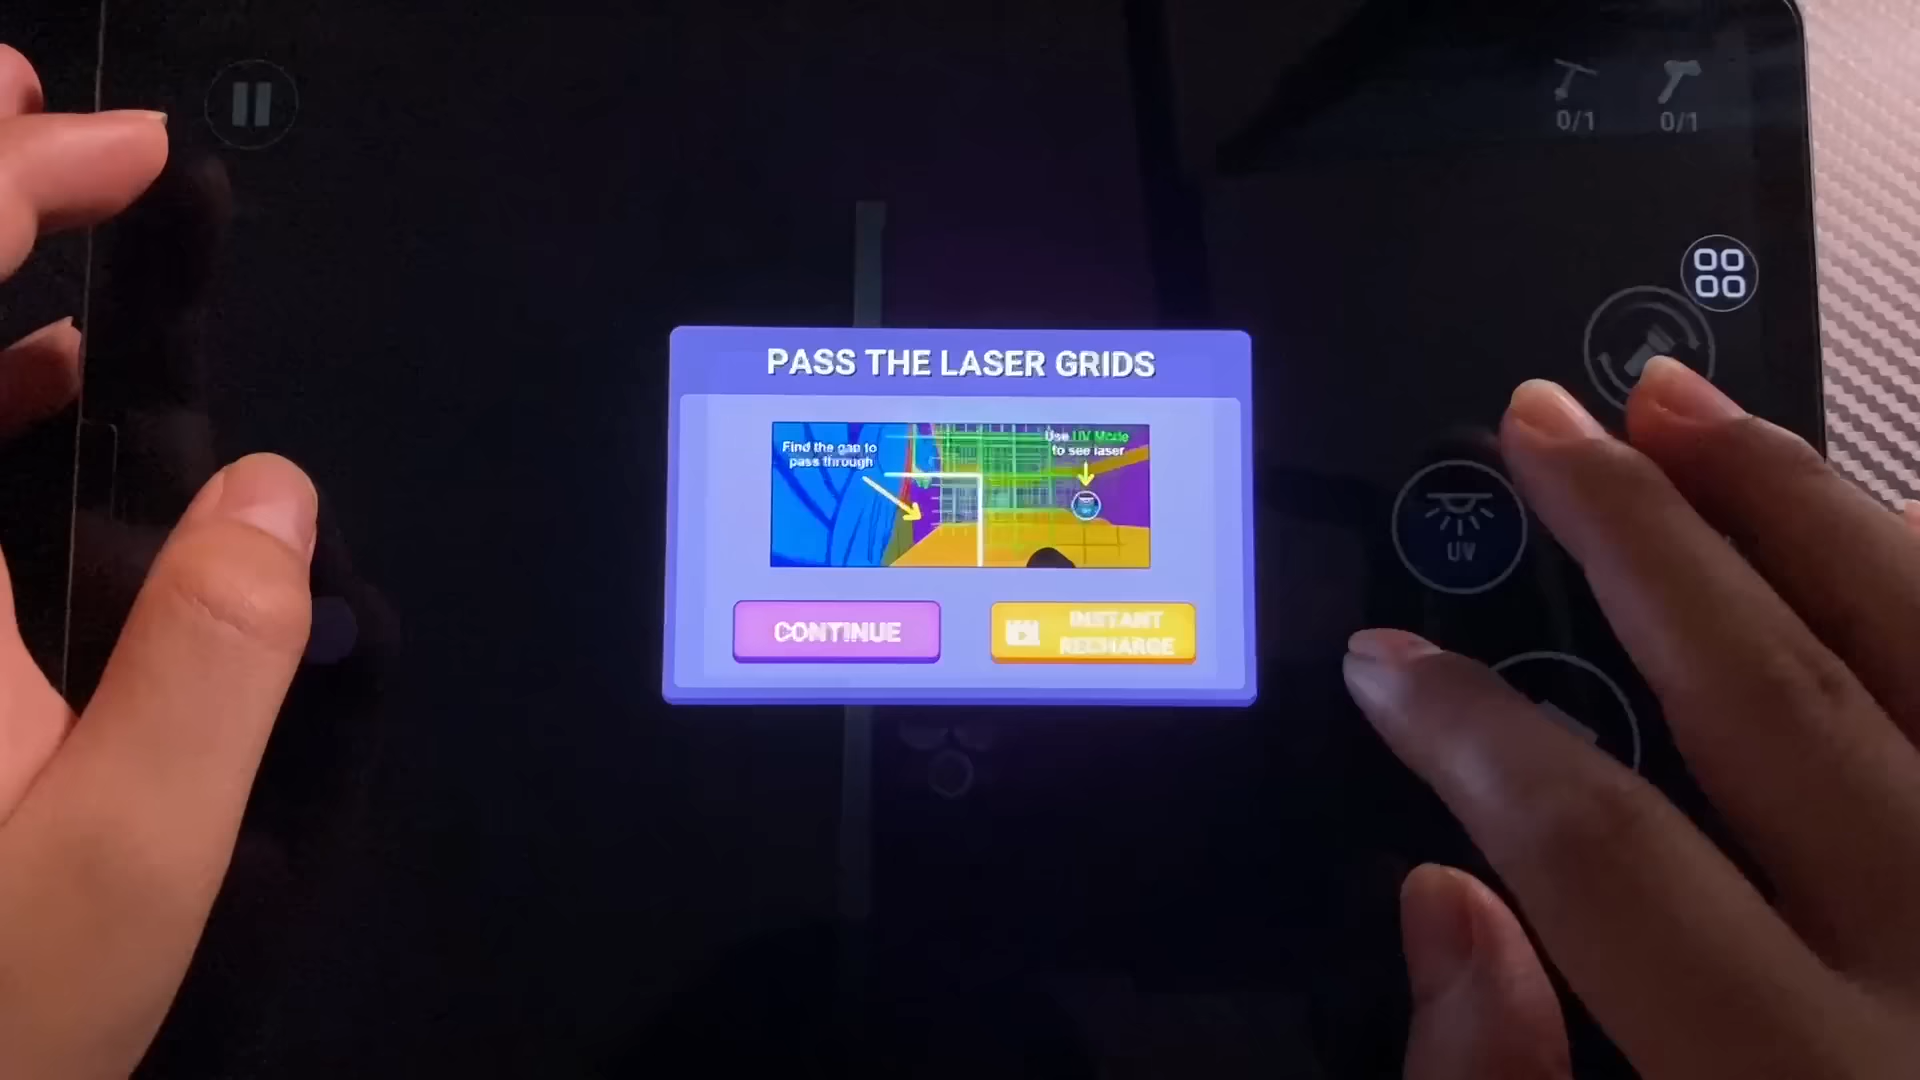 0/1
0/1
PASS THE LASER GRIDS
Find the gap to
pass through
Use UV Mode
to see laser
CONTINUE
INSTANT
RECHARGE
UV